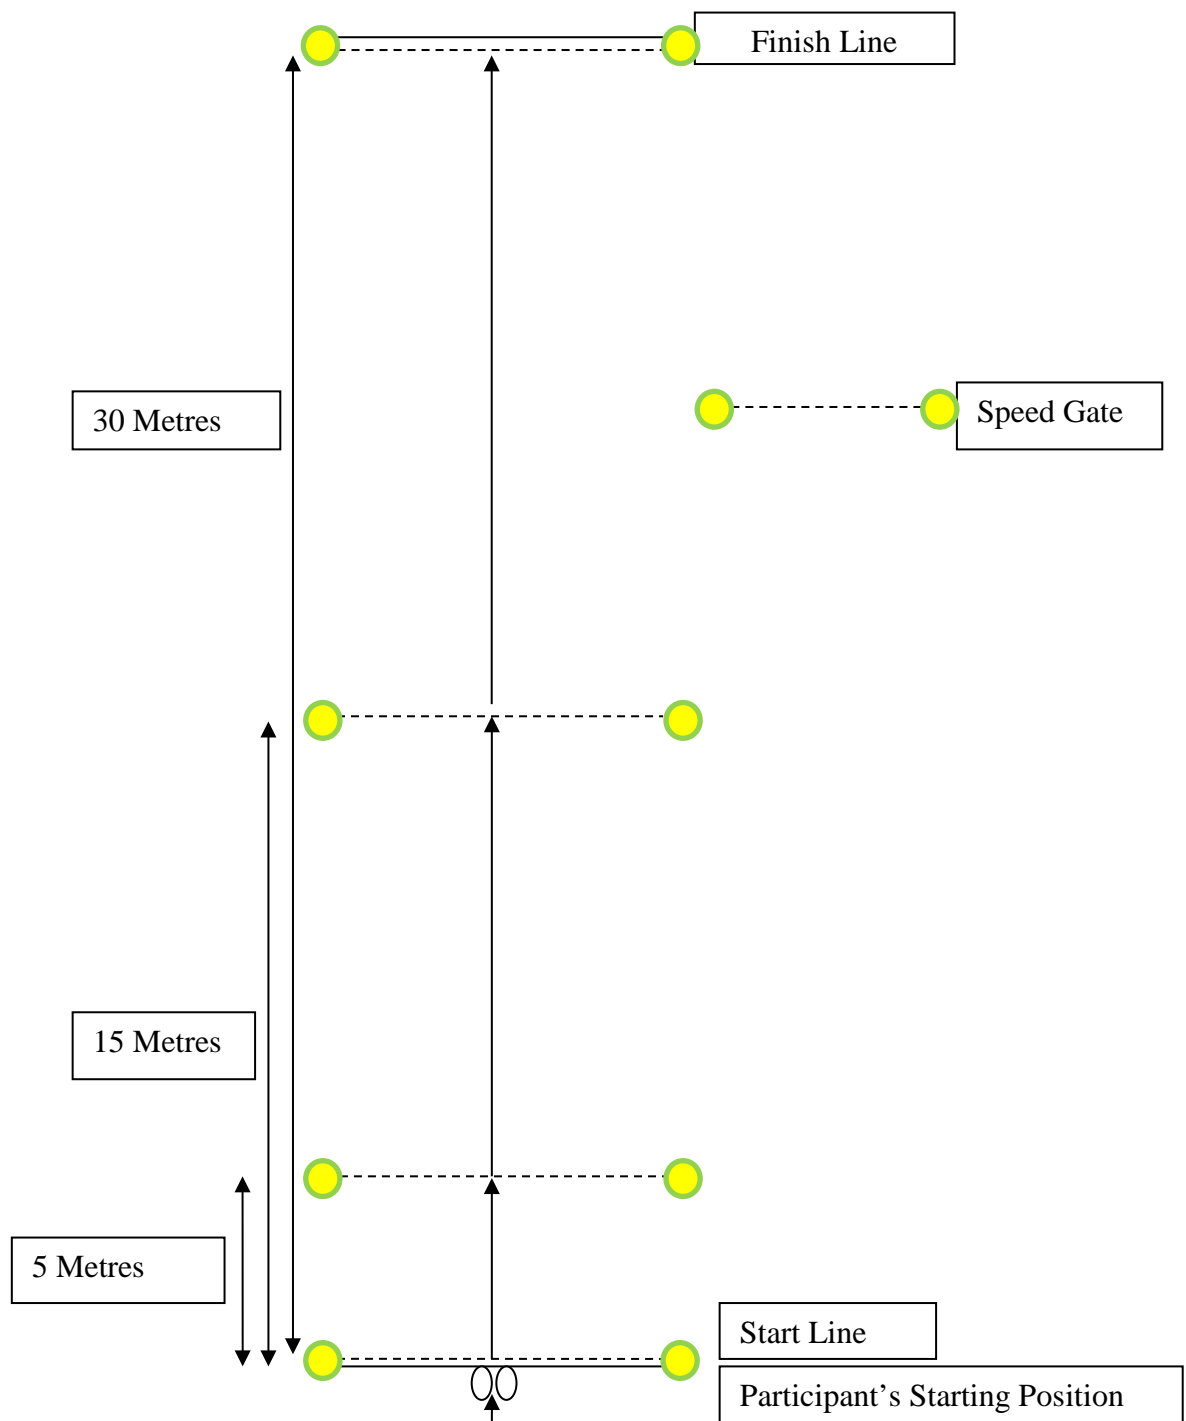 Finish Line
30 Metres
Speed Gate
15 Metres
5 Metres
Start Line
Participant’s Starting Position